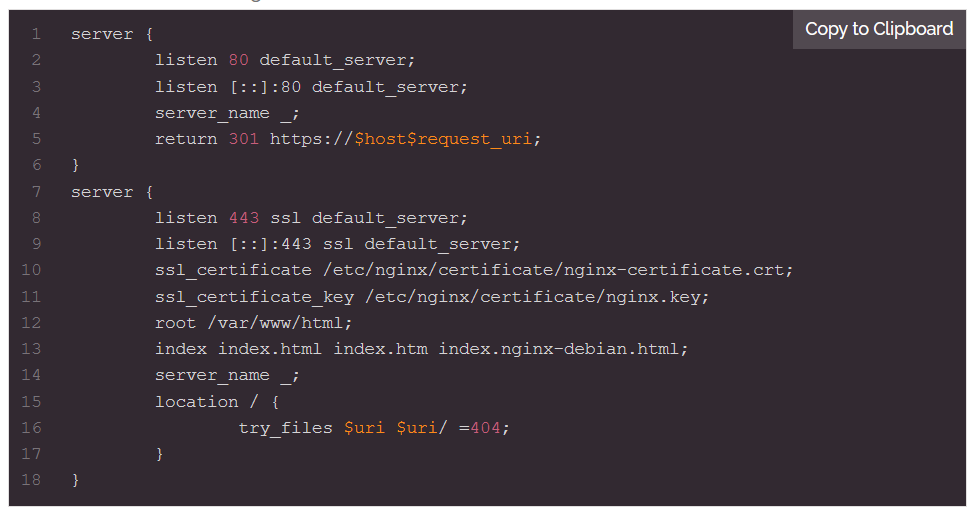 Copy to Clipboard
1 server {
2         listen 80 default_server;
3         listen [::]:80 default_server;
4         server_name _;
5         return 301 https://$host$request_uri;
6 }
7 server {
8         listen 443 ssl default_server;
9         listen [::]:443 ssl default_server;
10         ssl_certificate /etc/nginx/certificate/nginx-certificate.crt;
11         ssl_certificate_key /etc/nginx/certificate/nginx.key;
12         root /var/www/html;
13         index index.html index.htm index.nginx-debian.html;
14         server_name _;
15         location / {
16                 try_files $uri $uri/ =404;
17         }
18 }